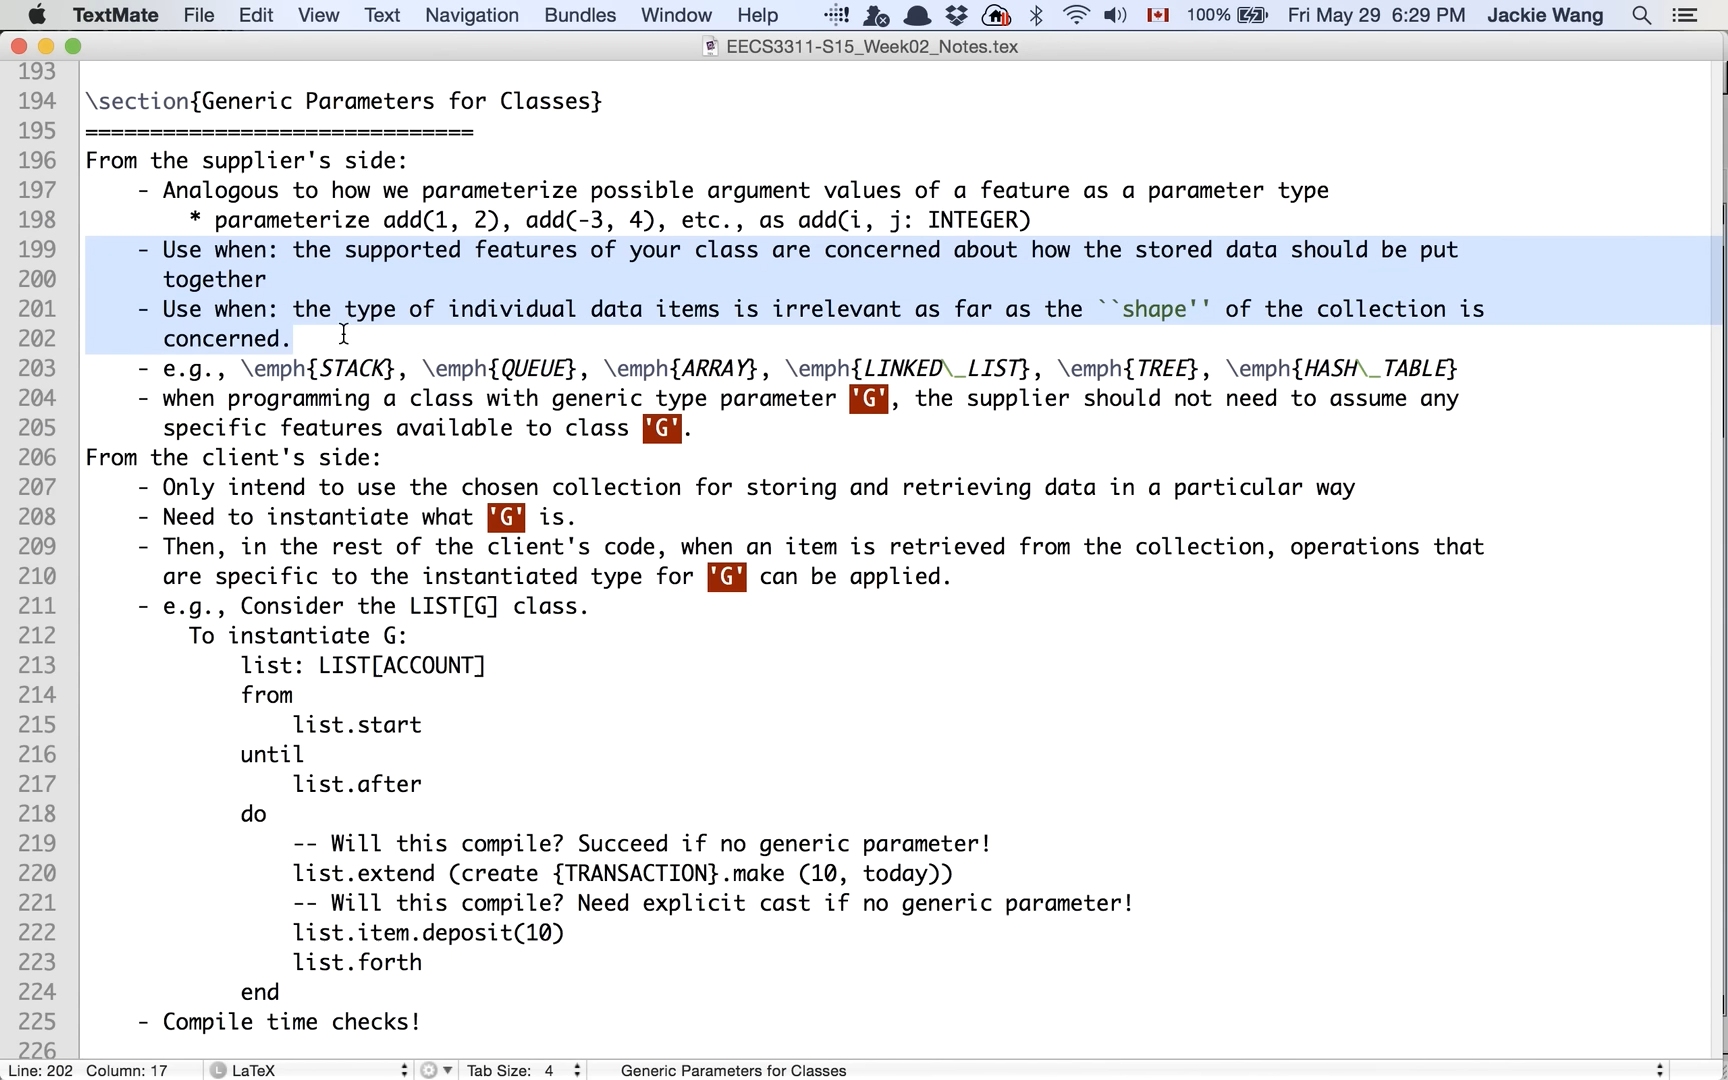 TextMate File Edit View Text Navigation Bundles Window Help 100% Fri May 29 6:29 PM Jackie Wang
EECS3311-S15_Week02_Notes.tex
193
194 \section{Generic Parameters for Classes}
195 ==============================
196 From the supplier's side:
197 - Analogous to how we parameterize possible argument values of a feature as a parameter type
198 * parameterize add(1, 2), add(-3, 4), etc., as add(i, j: INTEGER)
199 - Use when: the supported features of your class are concerned about how the stored data should be put
200 together
201 - Use when: the type of individual data items is irrelevant as far as the ``shape'' of the collection is
202 concerned.
203 - e.g., \emph{STACK}, \emph{QUEUE}, \emph{ARRAY}, \emph{LINKED\_LIST}, \emph{TREE}, \emph{HASH\_TABLE}
204 - when programming a class with generic type parameter 'G', the supplier should not need to assume any
205 specific features available to class 'G'.
206 From the client's side:
207 - Only intend to use the chosen collection for storing and retrieving data in a particular way
208 - Need to instantiate what 'G' is.
209 - Then, in the rest of the client's code, when an item is retrieved from the collection, operations that
210 are specific to the instantiated type for 'G' can be applied.
211 - e.g., Consider the LIST[G] class.
212 To instantiate G:
213 list: LIST[ACCOUNT]
214 from
215 list.start
216 until
217 list.after
218 do
219 -- Will this compile? Succeed if no generic parameter!
220 list.extend (create {TRANSACTION}.make (10, today))
221 -- Will this compile? Need explicit cast if no generic parameter!
222 list.item.deposit(10)
223 list.forth
224 end
225 - Compile time checks!
226
Line: 202 Column: 17 L LaTeX Tab Size: 4 Generic Parameters for Classes